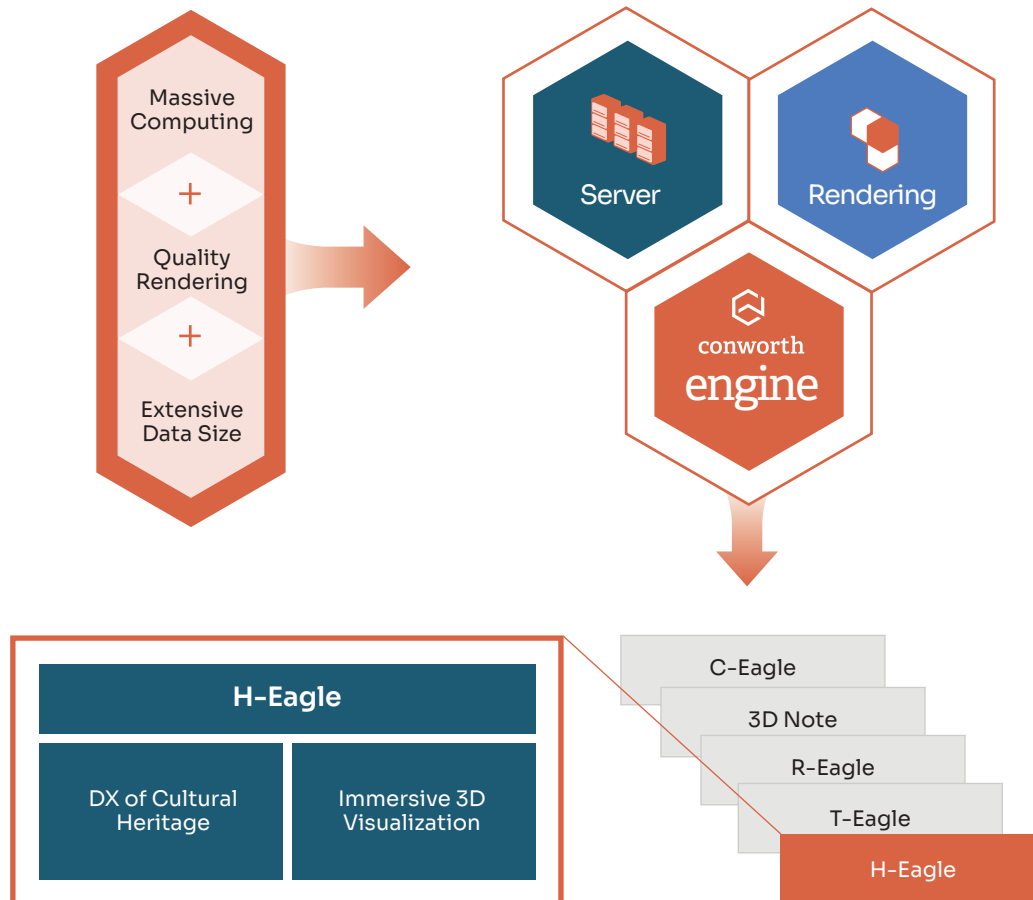 Massive
Computing
+
Quality
Rendering
+
Extensive
Data Size
Server
Rendering
conworth
engine
H-Eagle
DX of Cultural
Heritage
Immersive 3D
Visualization
C-Eagle
3D Note
R-Eagle
T-Eagle
H-Eagle